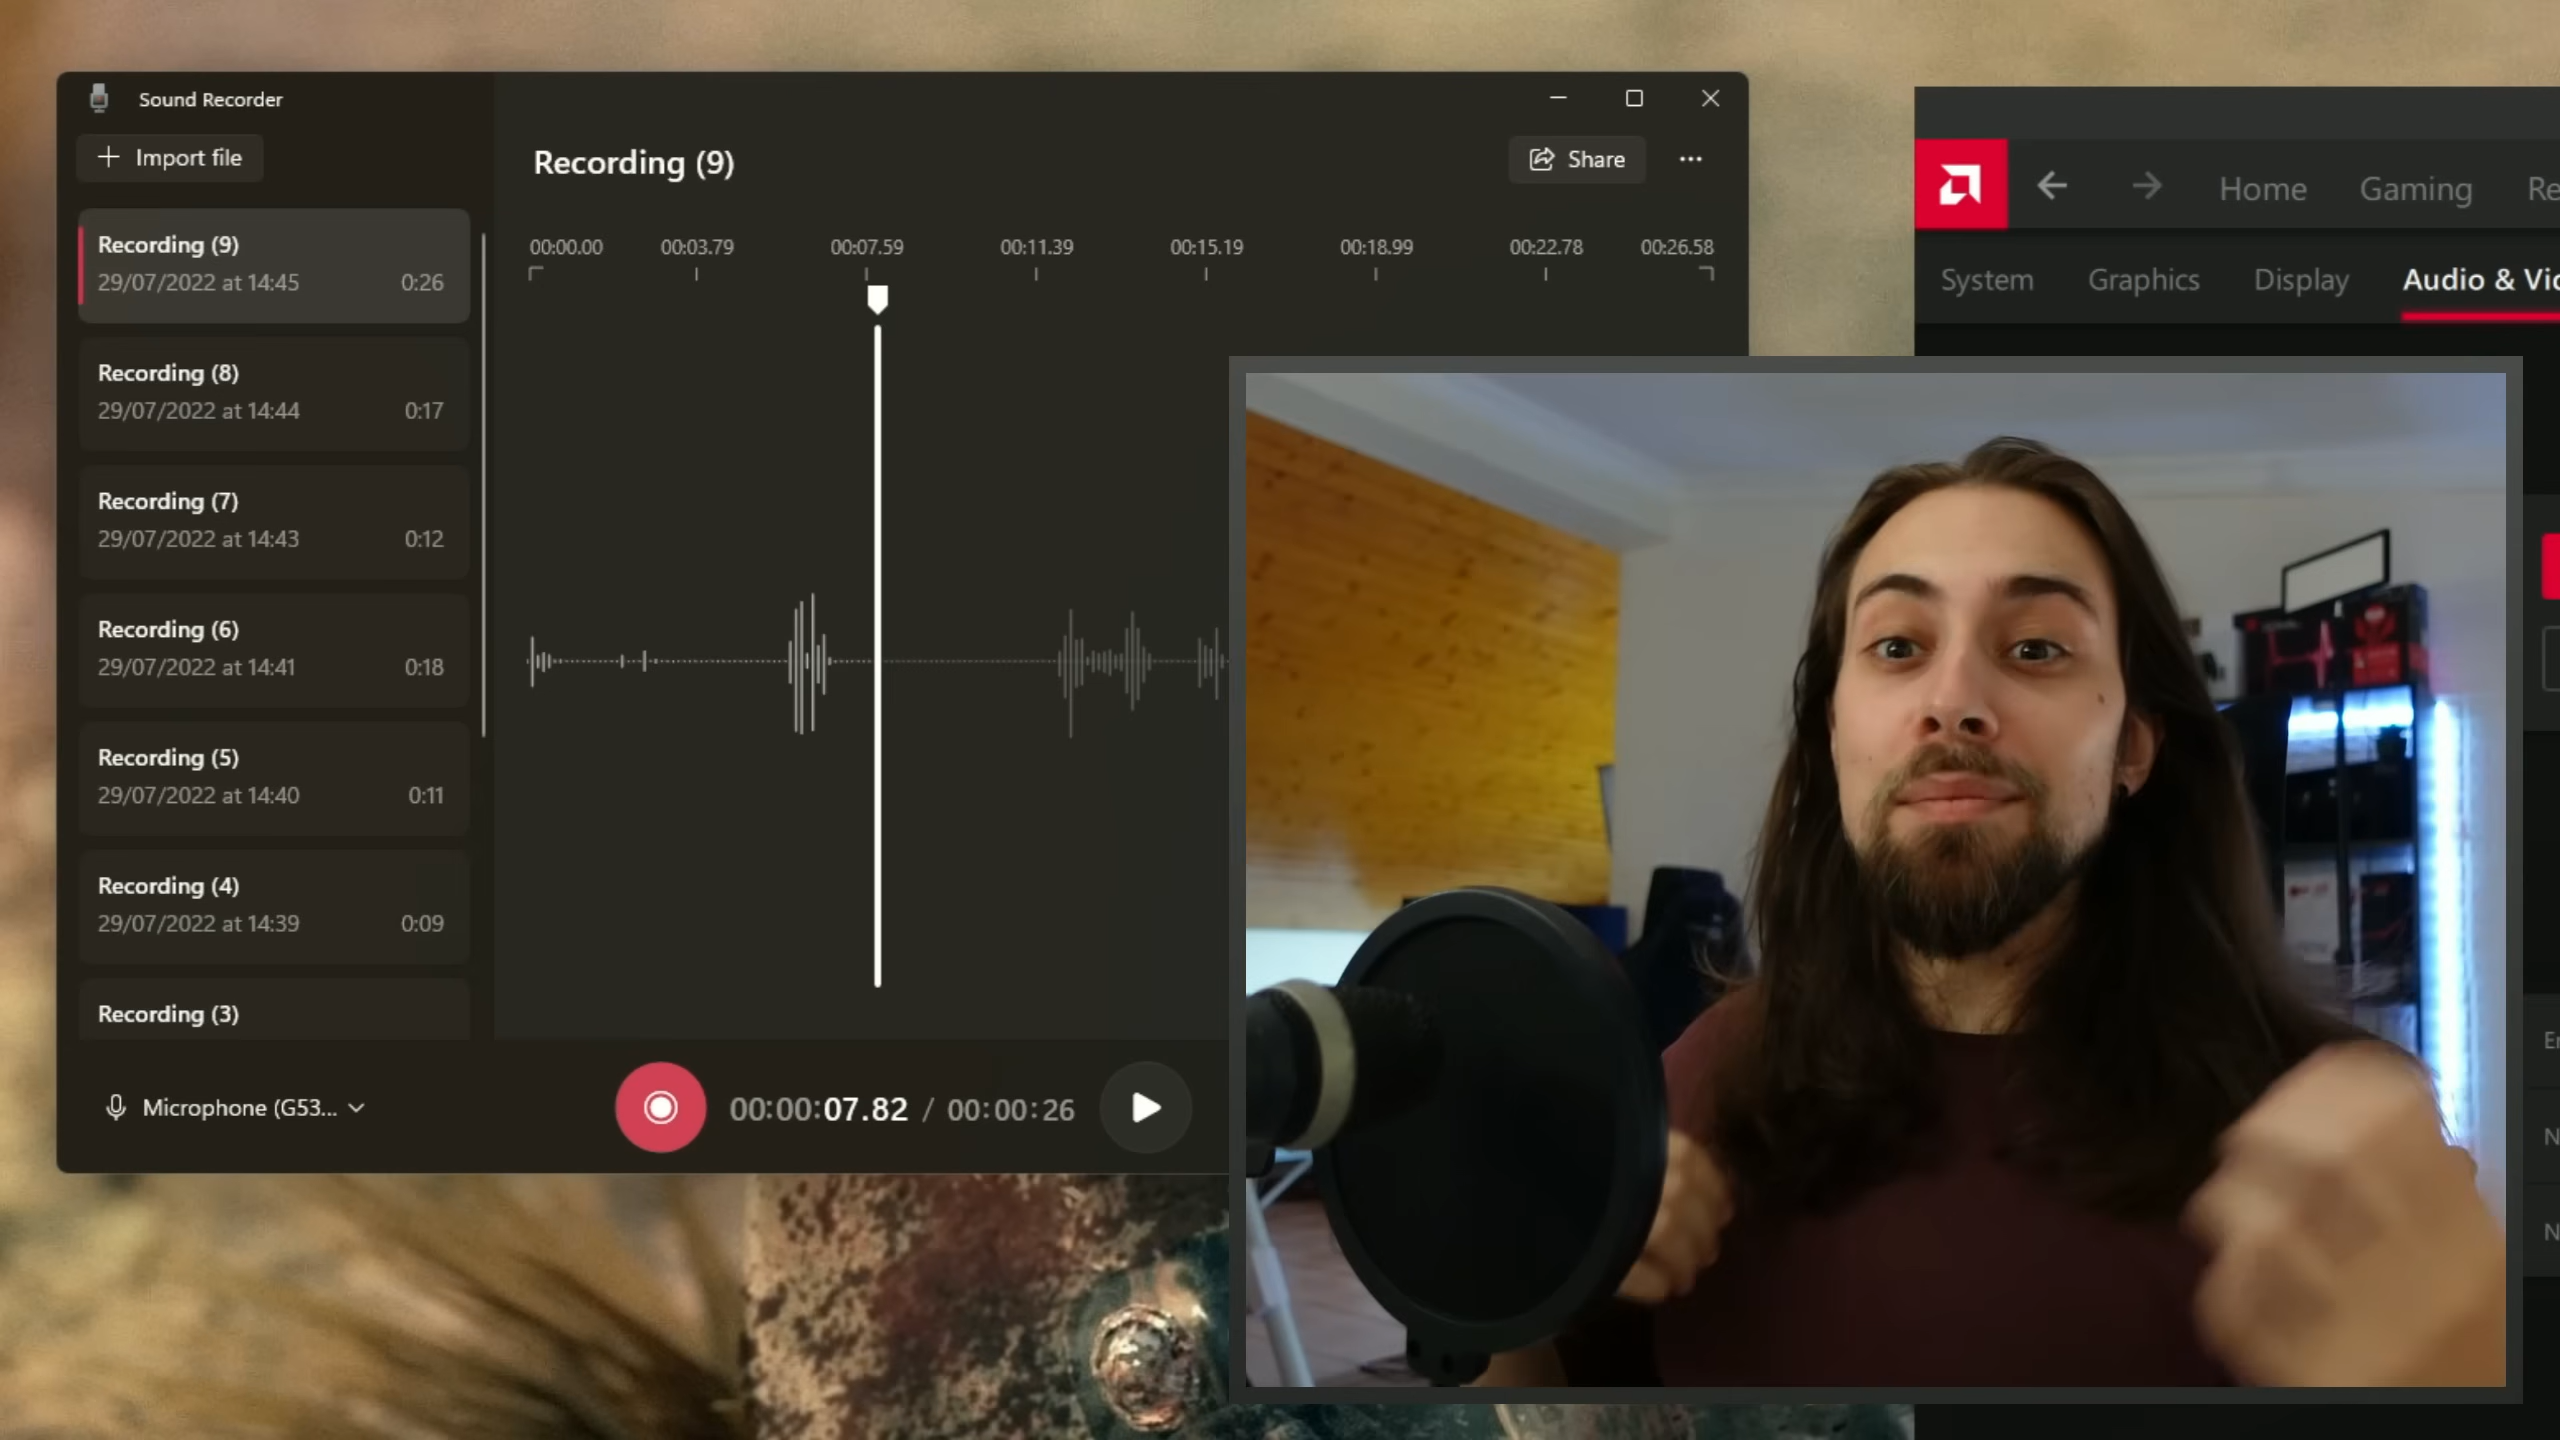 Sound Recorder
Import file
Recording (9)
29/07/2022 at 14:45 0:26
Recording (8)
29/07/2022 at 14:44 0:17
Recording (7)
29/07/2022 at 14:43 0:12
Recording (6)
29/07/2022 at 14:41 0:18
Recording (5)
29/07/2022 at 14:40 0:11
Recording (4)
29/07/2022 at 14:39 0:09
Recording (3)
Microphone (G53...
Recording (9)
Share
00:00.00 00:03.79 00:07.59 00:11.39 00:15.19 00:18.99 00:22.78 00:26.58
00:00:07.82 / 00:00:26
Home Gaming Re
System Graphics Display Audio & Vid